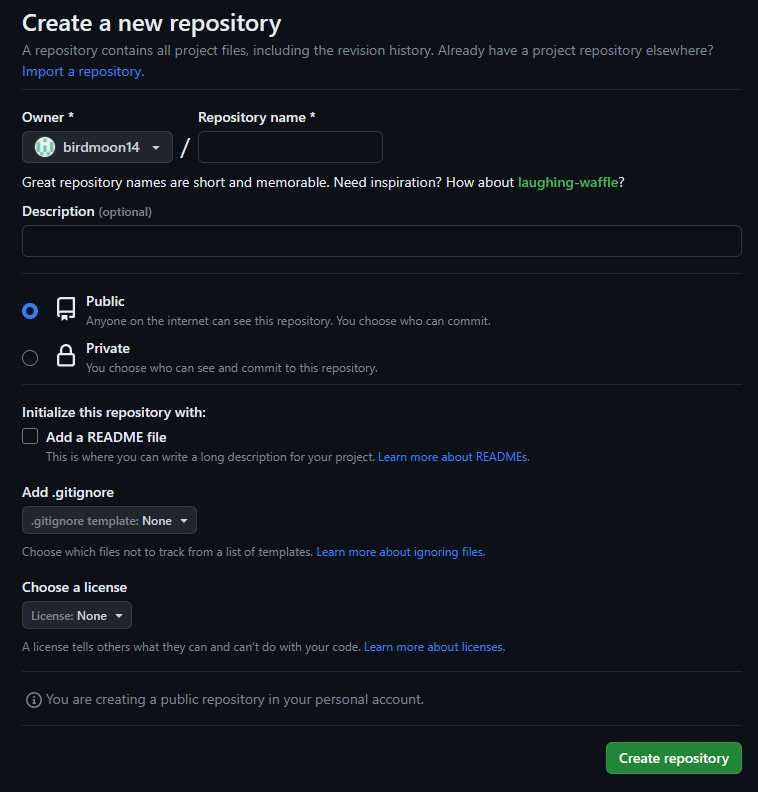 Create a new repository
A repository contains all project files, including the revision history. Already have a project repository elsewhere?
Import a repository.
Owner *
Repository name *
birdmoon14
/
Great repository names are short and memorable. Need inspiration? How about laughing-waffle?
Description (optional)
Public
Anyone on the internet can see this repository. You choose who can commit.
Private
You choose who can see and commit to this repository.
Initialize this repository with:
Add a README file
This is where you can write a long description for your project. Learn more about READMEs.
Add .gitignore
.gitignore template: None
Choose which files not to track from a list of templates. Learn more about ignoring files.
Choose a license
License: None
A license tells others what they can and can't do with your code. Learn more about licenses.
You are creating a public repository in your personal account.
Create repository